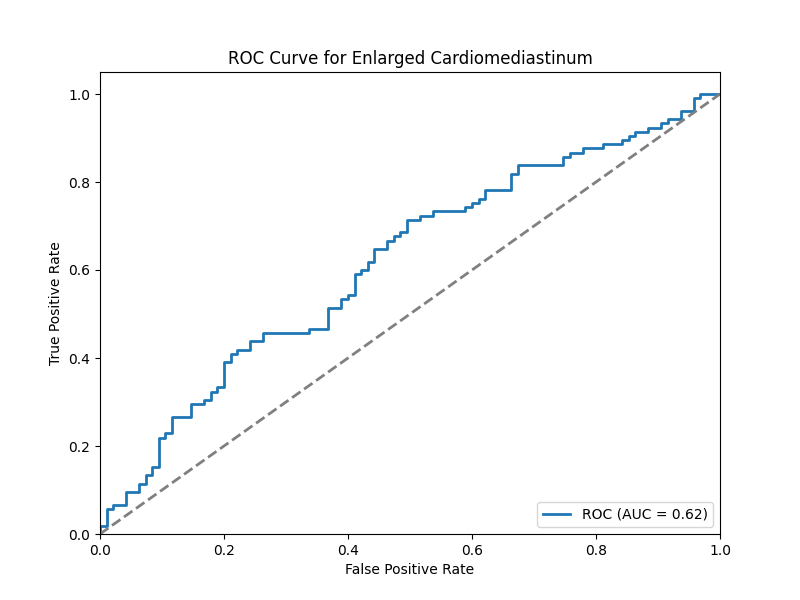 ROC Curve for Enlarged Cardiomediastinum
True Positive Rate
1.0
0.8
0.6
0.4
0.2
0.0
ROC (AUC = 0.62)
0.0 0.2 0.4 0.6 0.8 1.0
False Positive Rate